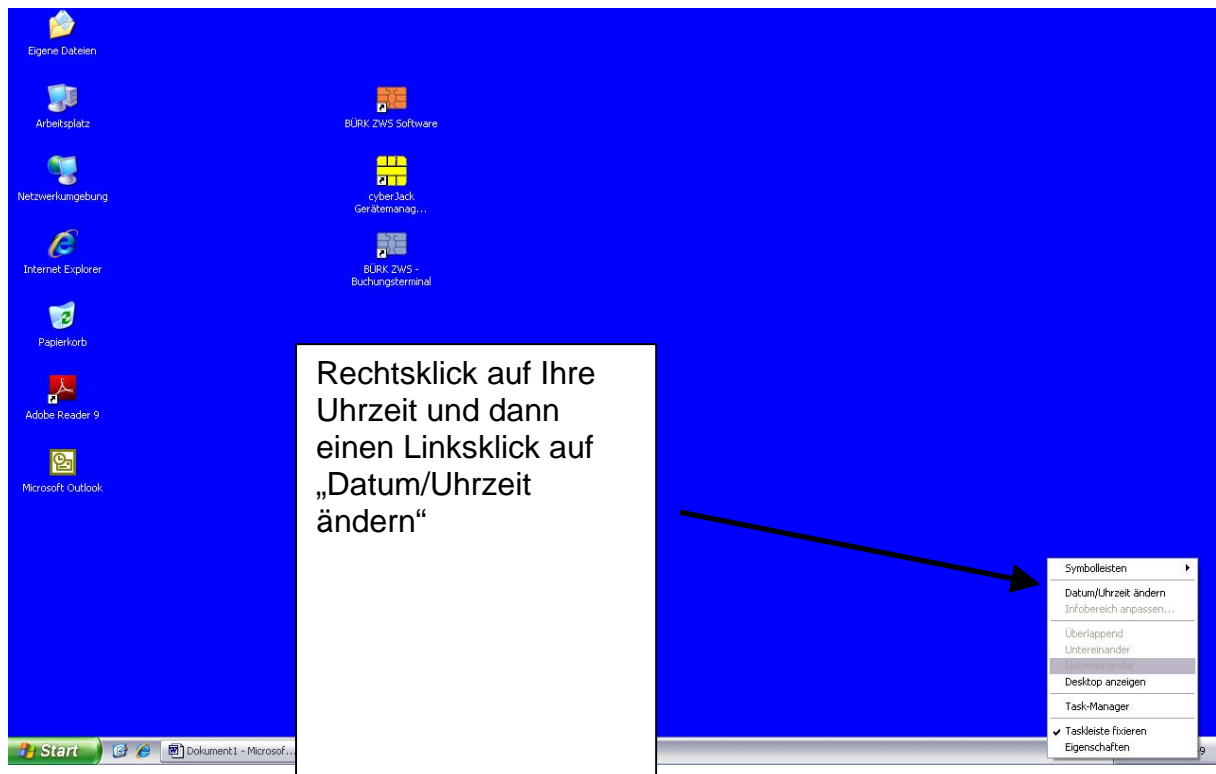 Eigene Dateien
Arbeitsplatz
Netzwerkumgebung
Internet Explorer
Papierkorb
Adobe Reader 9
Microsoft Outlook
BÜRK ZWS Software
cyberJack
Gerätemanag...
BÜRK ZWS -
Buchungsterminal
Rechtsklick auf Ihre
Uhrzeit und dann
einen Linksklick auf
„Datum/Uhrzeit
ändern“
Symbolleisten
Datum/Uhrzeit ändern
Infobereich anpassen...
Überlappend
Untereinander
Nebeneinander
Desktop anzeigen
Task-Manager
Taskleiste fixieren
Eigenschaften
Start
Dokument1 - Microsof...
9